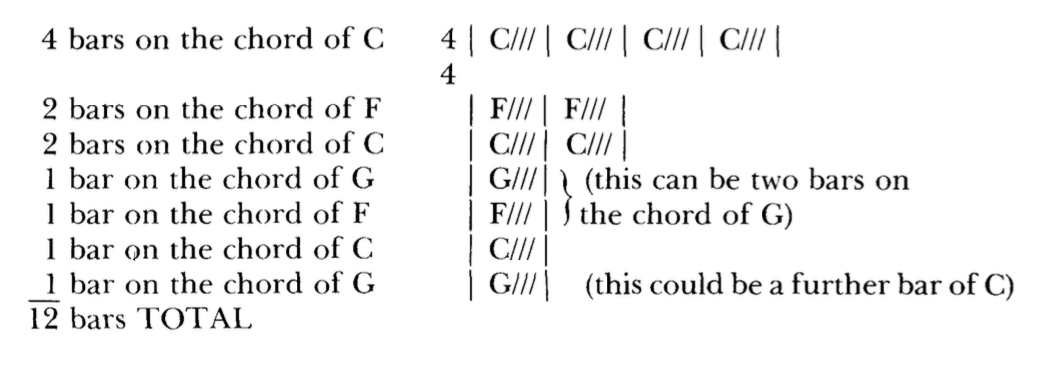 4 bars on the chord of C 4 | C/// | C/// | C/// | C/// |
4
2 bars on the chord of F | F/// | F/// |
2 bars on the chord of C | C/// | C/// |
1 bar on the chord of G | G/// | } (this can be two bars on
1 bar on the chord of F | F/// | } the chord of G)
1 bar on the chord of C | C/// |
1 bar on the chord of G | G/// | (this could be a further bar of C)
12 bars TOTAL